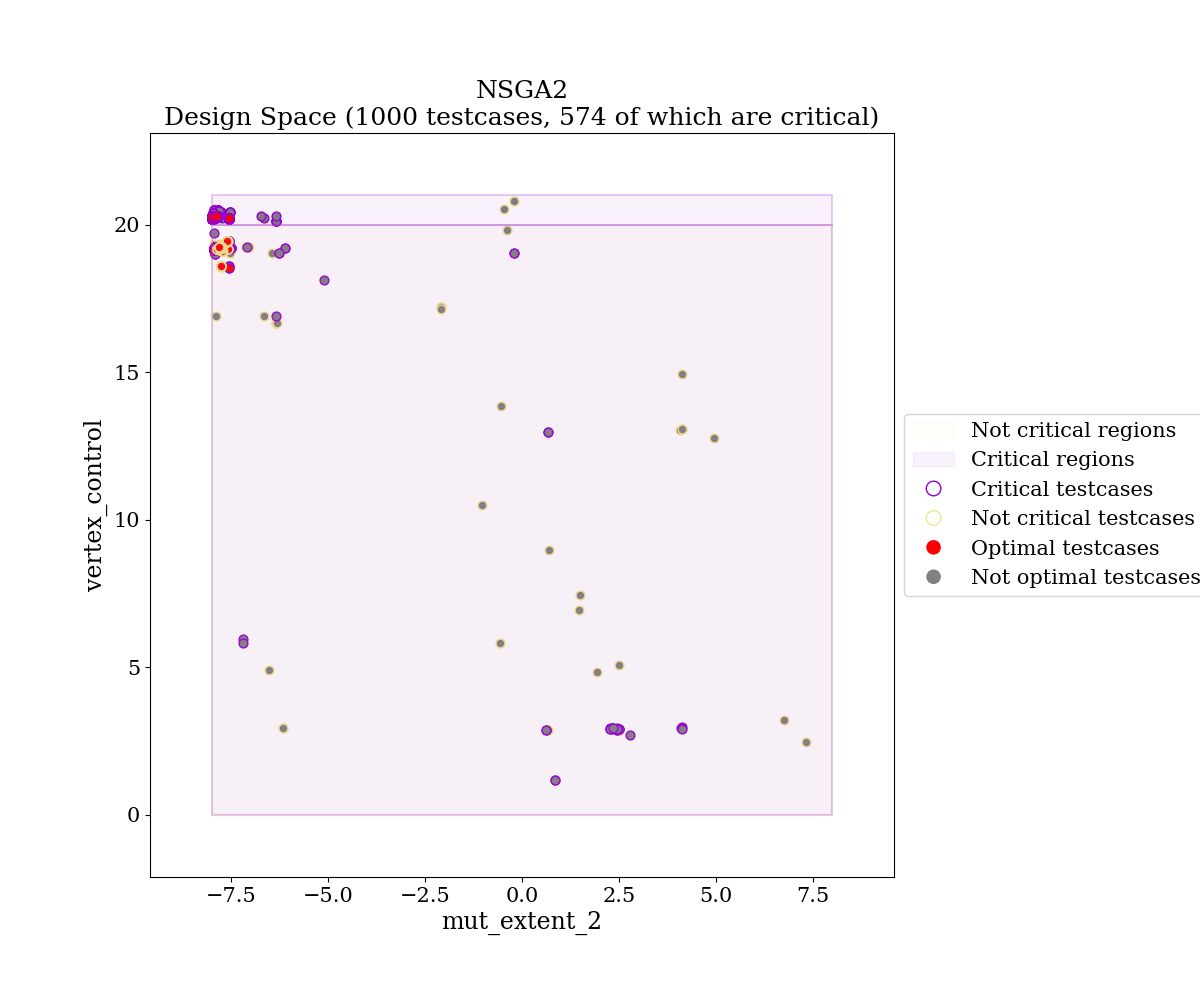 NSGA2
Design Space (1000 testcases, 574 of which are critical)
vertex_control
20
15
10
5
0
−7.5
−5.0
−2.5
0.0
2.5
5.0
7.5
mut_extent_2
Not critical regions
Critical regions
Critical testcases
Not critical testcases
Optimal testcases
Not optimal testcases